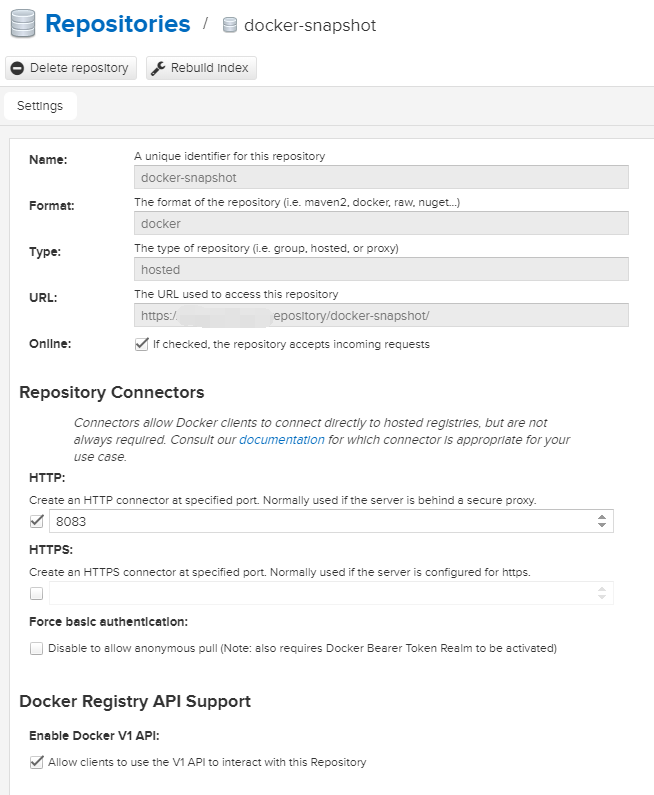 Repositories / docker-snapshot
Delete repository Rebuild index
Settings
Name: A unique identifier for this repository
docker-snapshot
Format: The format of the repository (i.e. maven2, docker, raw, nuget...)
docker
Type: The type of repository (i.e. group, hosted, or proxy)
hosted
URL: The URL used to access this repository
https:/ epository/docker-snapshot/
Online: If checked, the repository accepts incoming requests
Repository Connectors
Connectors allow Docker clients to connect directly to hosted registries, but are not
always required. Consult our documentation for which connector is appropriate for your
use case.
HTTP:
Create an HTTP connector at specified port. Normally used if the server is behind a secure proxy.
8083
HTTPS:
Create an HTTPS connector at specified port. Normally used if the server is configured for https.
Force basic authentication:
Disable to allow anonymous pull (Note: also requires Docker Bearer Token Realm to be activated)
Docker Registry API Support
Enable Docker V1 API:
Allow clients to use the V1 API to interact with this Repository